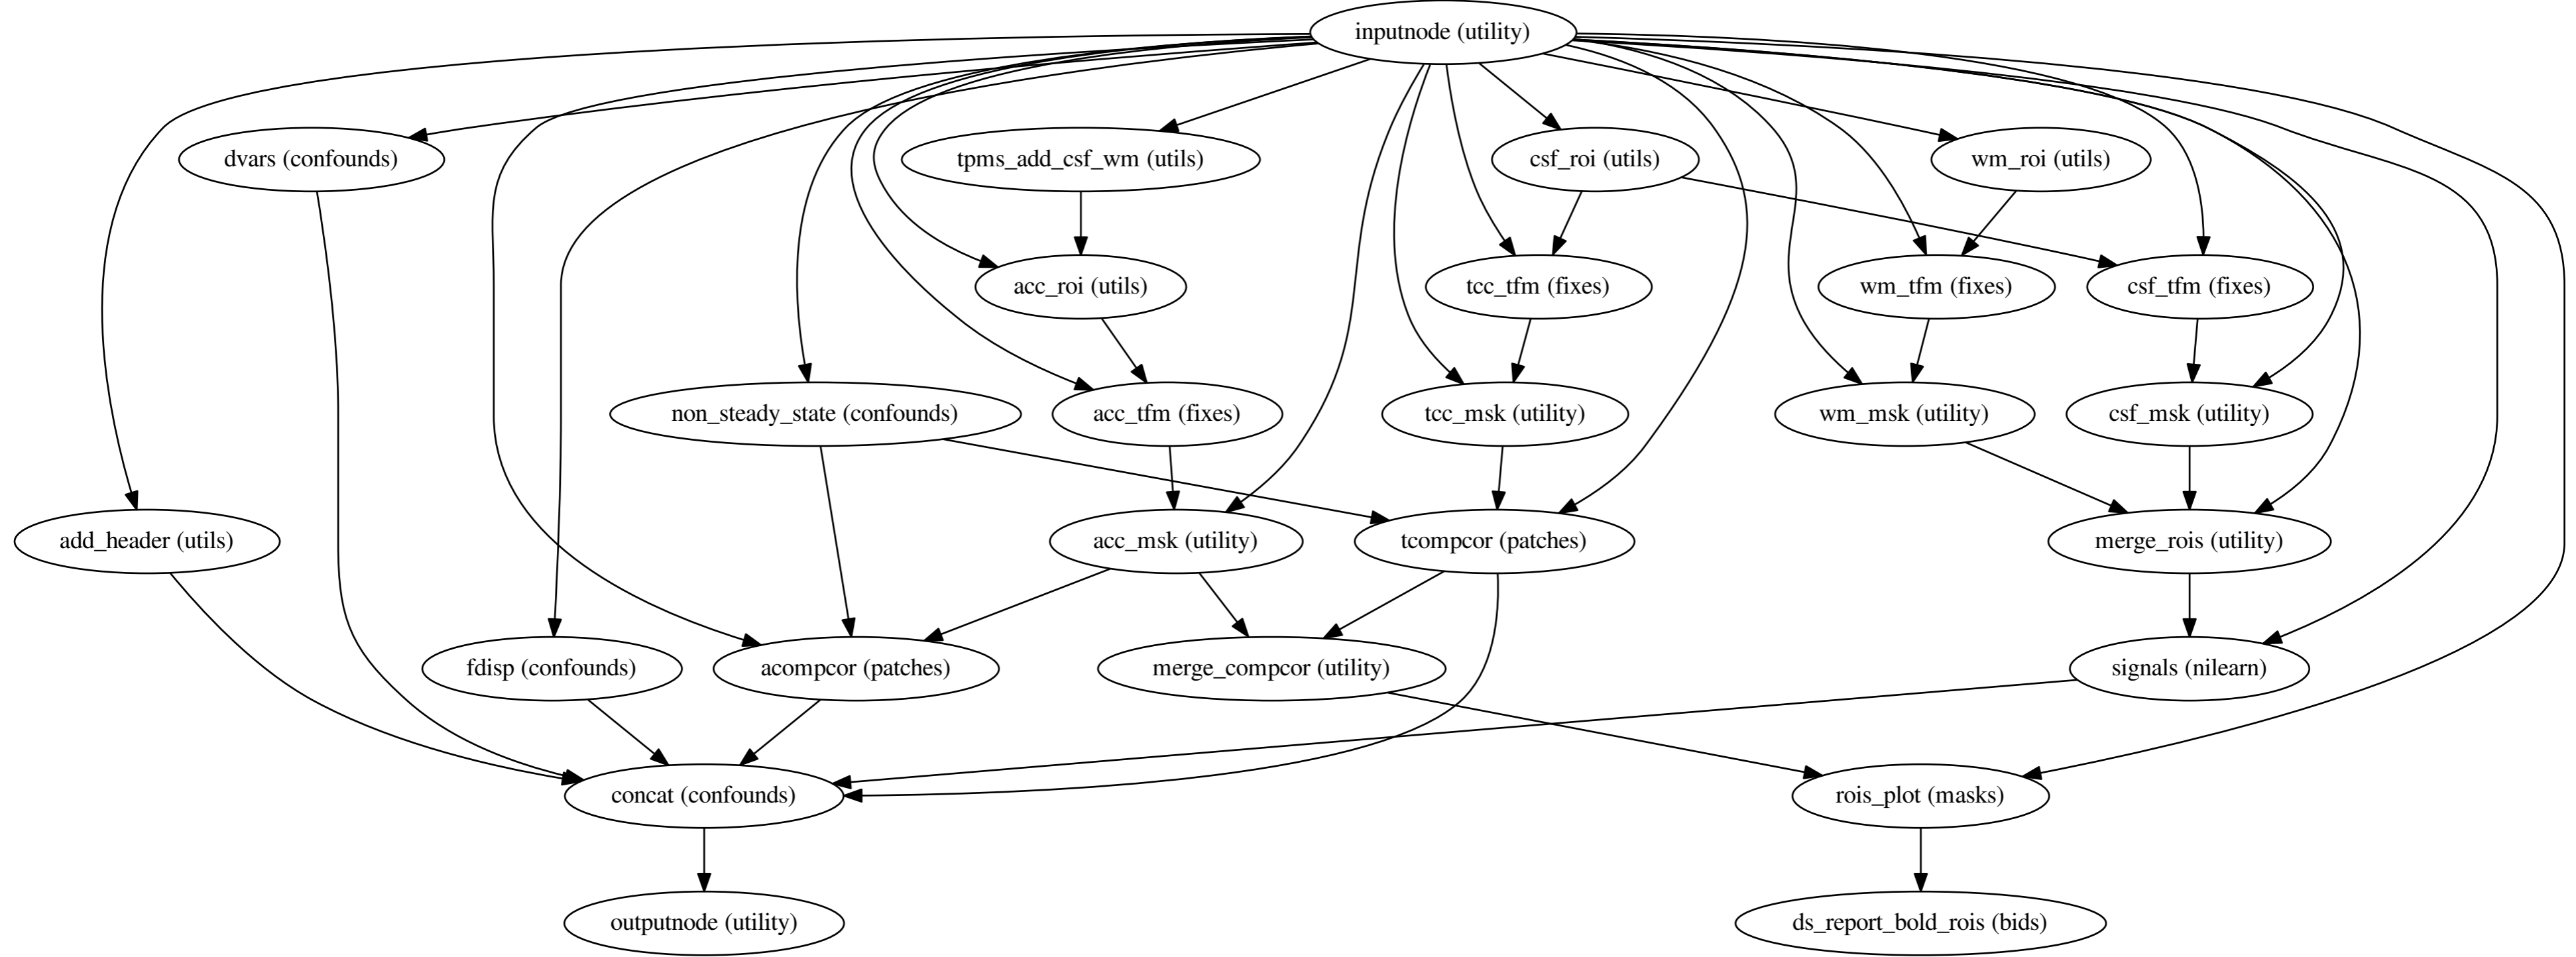 inputnode (utility)
dvars (confounds)
tpms_add_csf_wm (utils)
csf_roi (utils)
wm_roi (utils)
acc_roi (utils)
tcc_tfm (fixes)
wm_tfm (fixes)
csf_tfm (fixes)
non_steady_state (confounds)
acc_tfm (fixes)
tcc_msk (utility)
wm_msk (utility)
csf_msk (utility)
add_header (utils)
acc_msk (utility)
tcompcor (patches)
merge_rois (utility)
fdisp (confounds)
acompcor (patches)
merge_compcor (utility)
signals (nilearn)
concat (confounds)
rois_plot (masks)
outputnode (utility)
ds_report_bold_rois (bids)